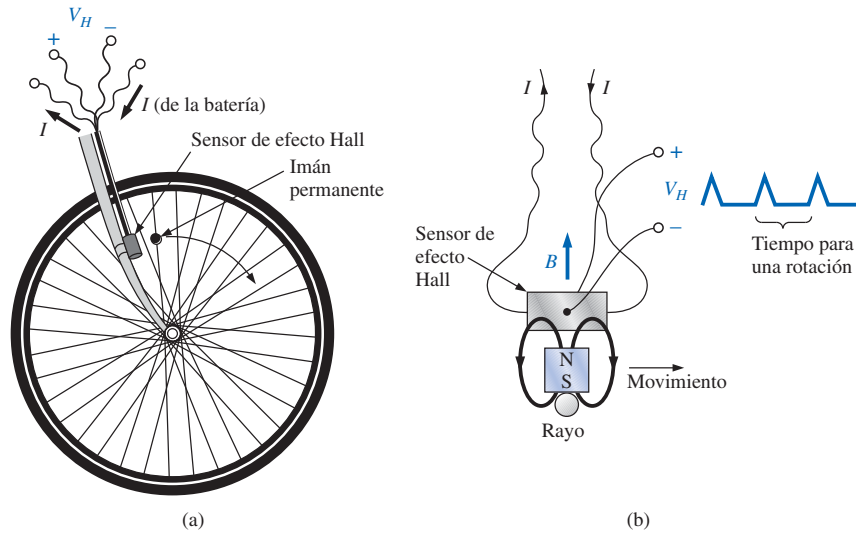 V_H
+
−
I
I (de la batería)
Sensor de efecto Hall
Imán
permanente
(a)
I
I
+
V_H
−
Sensor de
efecto
Hall
B
Tiempo para
una rotación
N
S
Movimiento
Rayo
(b)